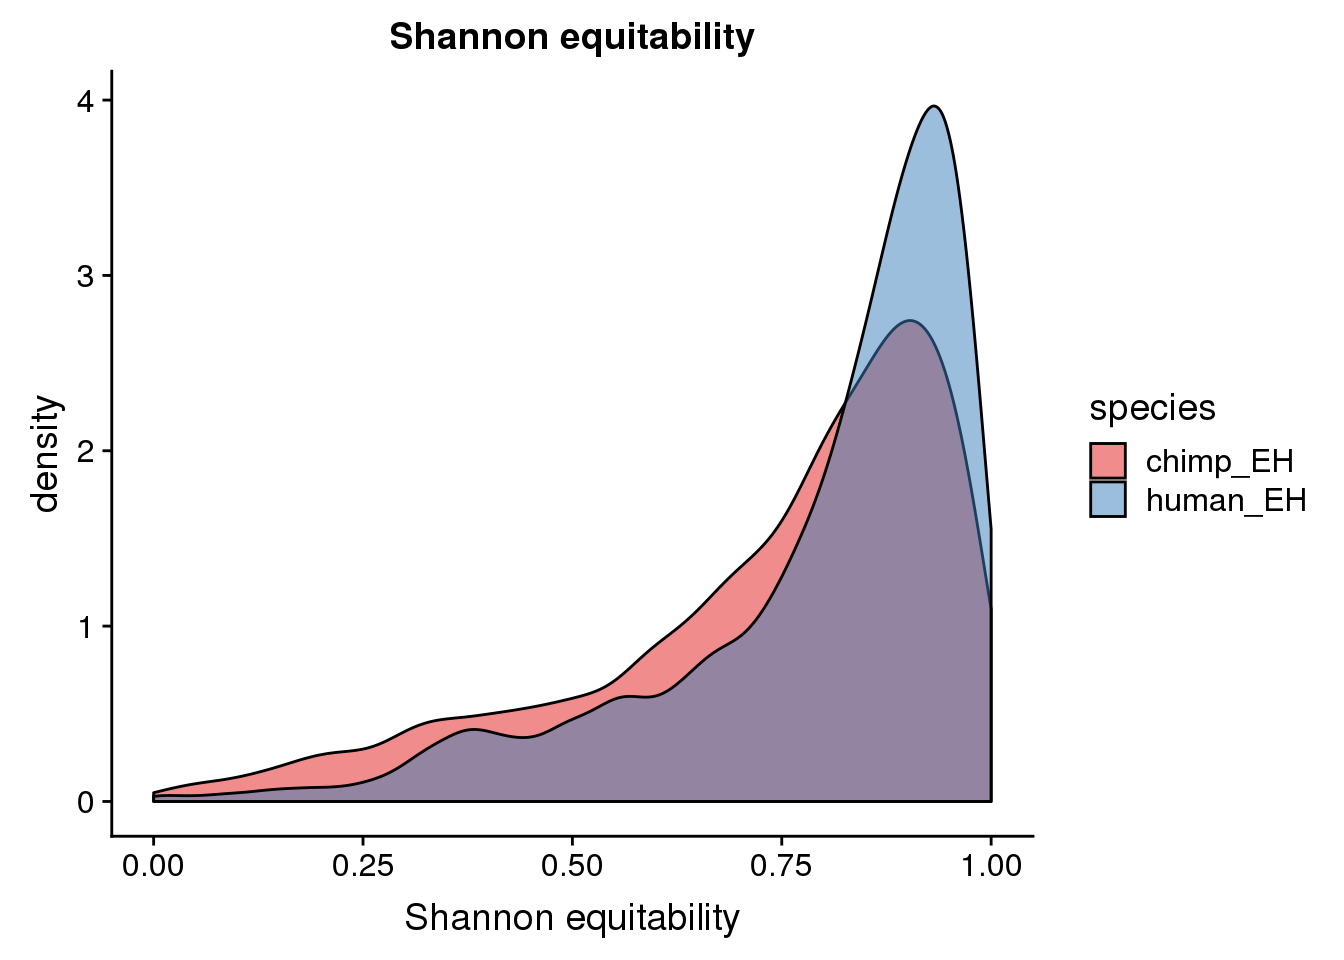 Shannon equitability
4
3
2
1
0
density
0.00 0.25 0.50 0.75 1.00
Shannon equitability
species
chimp_EH
human_EH